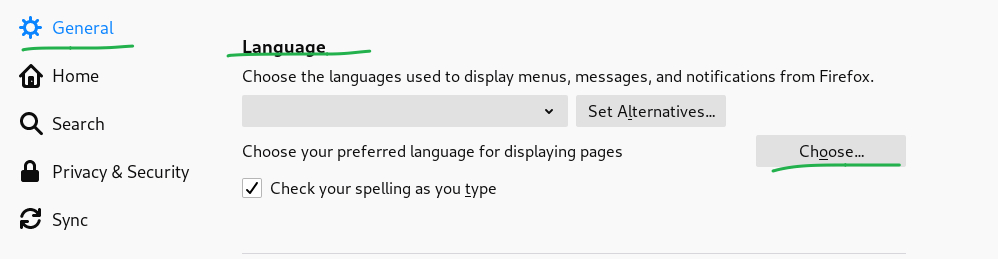 General
Home
Search
Privacy & Security
Sync
Language
Choose the languages used to display menus, messages, and notifications from Firefox.
Set Alternatives...
Choose your preferred language for displaying pages
Choose...
Check your spelling as you type